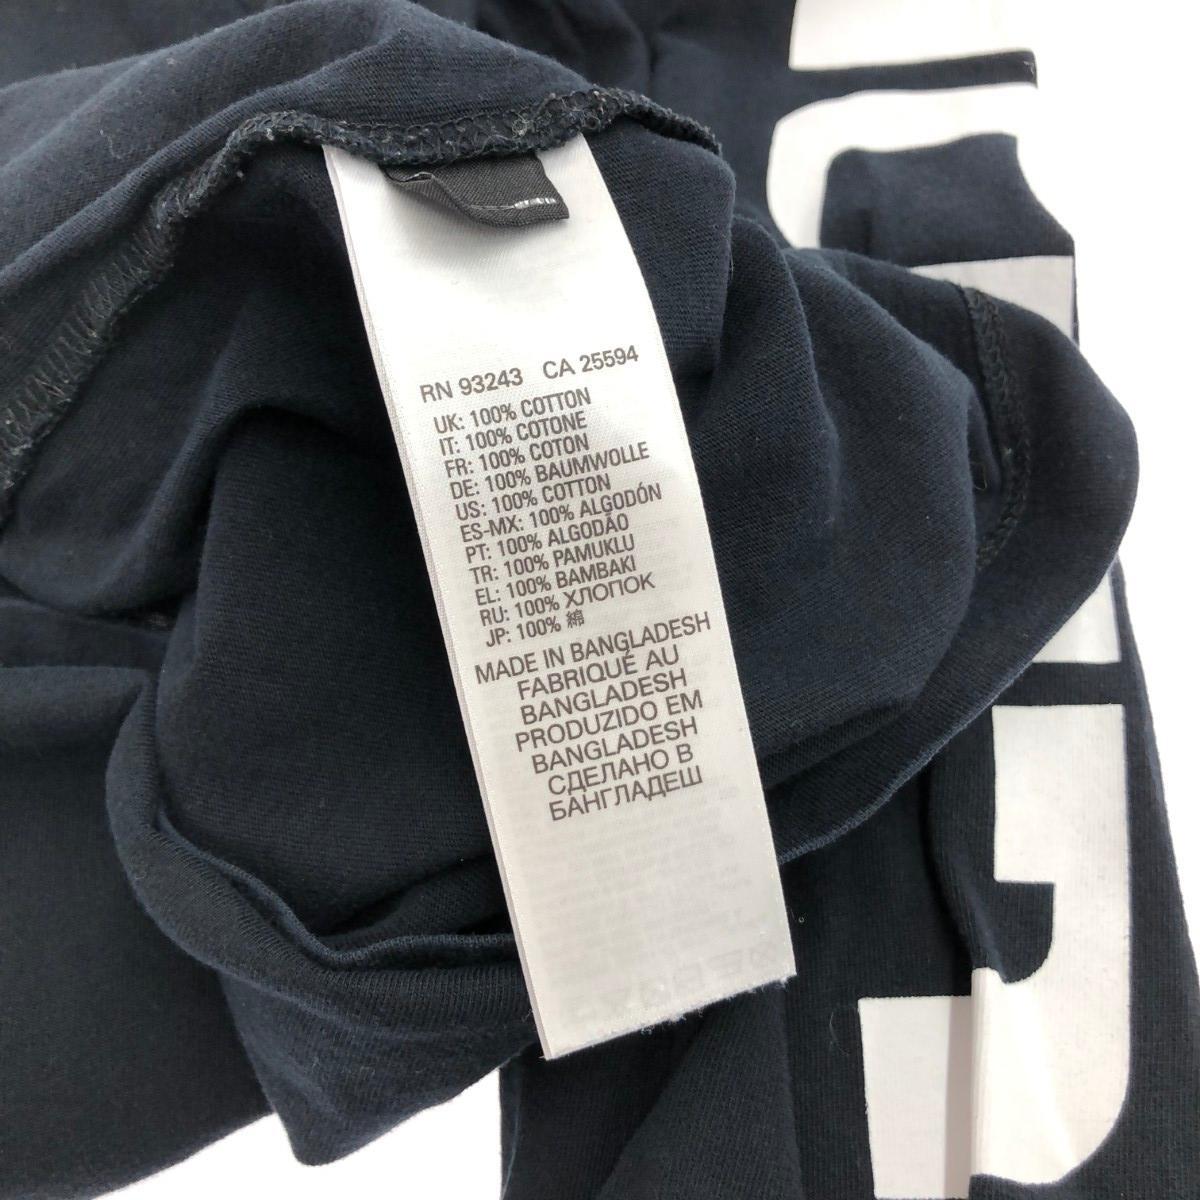 RN 93243 CA 25594
UK: 100% COTTON
IT: 100% COTONE
FR: 100% COTON
DE: 100% BAUMWOLLE
US: 100% COTTON
ES-MX: 100% ALGODÓN
PT: 100% ALGODÃO
TR: 100% PAMUKLU
EL: 100% BAMBAKI
RU: 100% ХЛОПОК
JP: 100% 綿
MADE IN BANGLADESH
FABRIQUÉ AU
BANGLADESH
PRODUZIDO EM
BANGLADESH
СДЕЛАНО В
БАНГЛАДЕШ